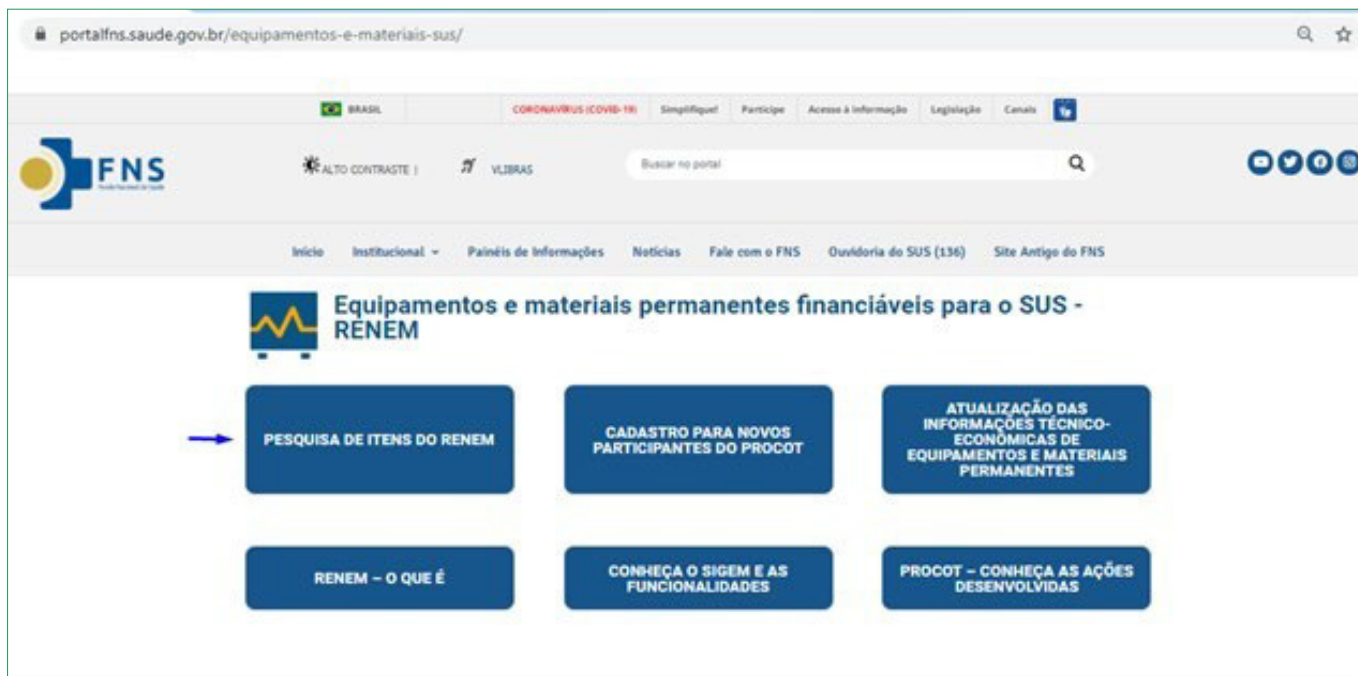 portalfns.saude.gov.br/equipamentos-e-materiais-sus/
BRASIL CORONAVÍRUS (COVID-19) Simplifique! Participe Acesso à informação Legislação Canais
FNS
ALTO CONTRASTE | VLIBRAS Buscar no portal
Início Institucional Painéis de Informações Notícias Fale com o FNS Ouvidoria do SUS (136) Site Antigo do FNS
Equipamentos e materiais permanentes financiáveis para o SUS -
RENEM
PESQUISA DE ITENS DO RENEM
CADASTRO PARA NOVOS
PARTICIPANTES DO PROCOT
ATUALIZAÇÃO DAS
INFORMAÇÕES TÉCNICO-
ECONÔMICAS DE
EQUIPAMENTOS E MATERIAIS
PERMANENTES
RENEM – O QUE É
CONHEÇA O SIGEM E AS
FUNCIONALIDADES
PROCOT – CONHEÇA AS AÇÕES
DESENVOLVIDAS